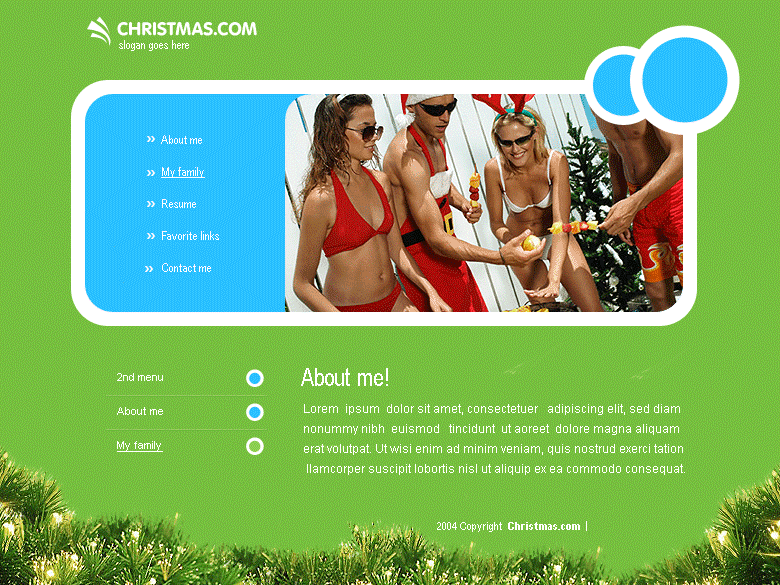 CHRISTMAS.COM
slogan goes here
» About me
» My family
» Resume
» Favorite links
» Contact me
2nd menu
About me
My family
About me!
Lorem ipsum dolor sit amet, consectetuer adipiscing elit, sed diam
nonummy nibh euismod tincidunt ut aoreet dolore magna aliquam
erat volutpat. Ut wisi enim ad minim veniam, quis nostrud exerci tation
llamcorper suscipit lobortis nisl ut aliquip ex ea commodo consequat.
2004 Copyright Christmas.com |